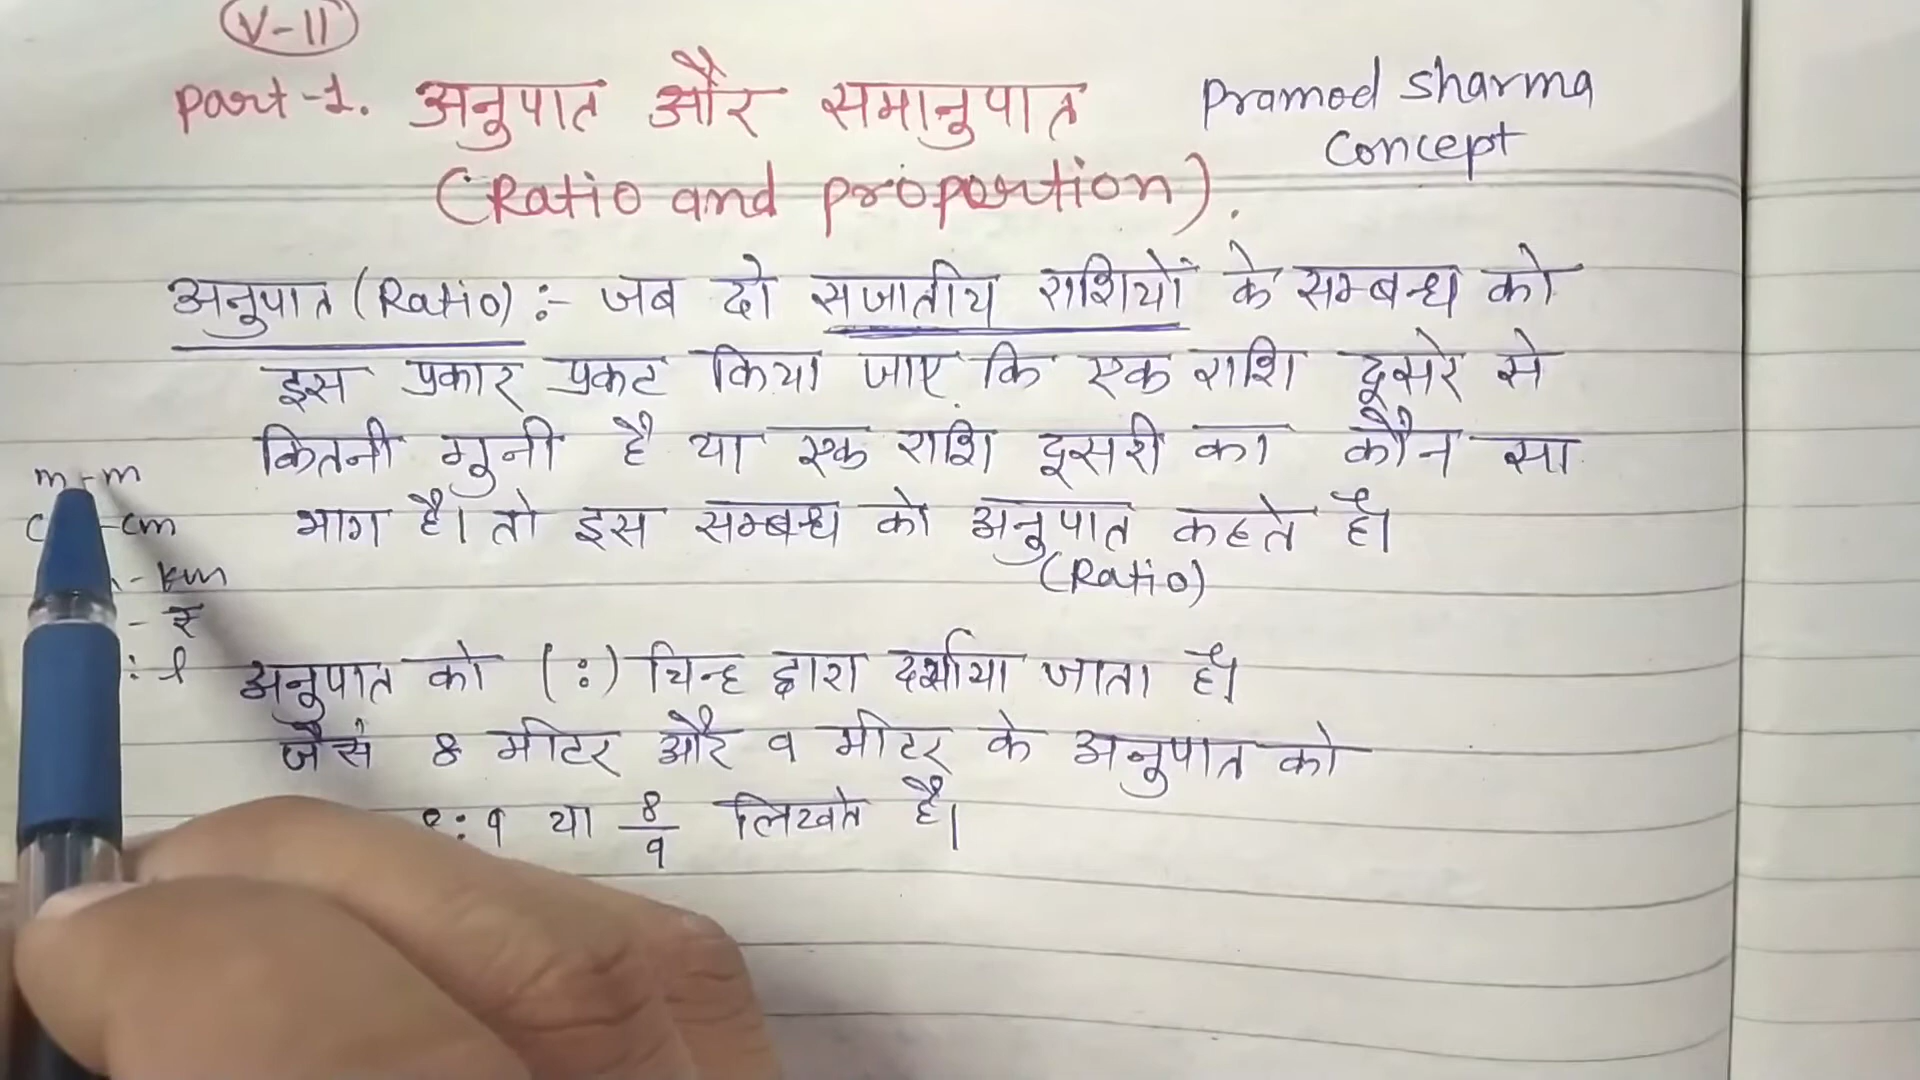 V-11
Part-1. अनुपात और समानुपात
Pramod Sharma
Concept
(Ratio and proportion).
अनुपात (Ratio) :- जब दो सजातीय राशियों के सम्बन्ध को
इस प्रकार प्रकट किया जाए कि एक राशि दूसरे से
कितनी गुनी है या एक राशि दूसरी का कौन सा
भाग है। तो इस सम्बन्ध को अनुपात कहते है।
(Ratio)
m-m
-cm
-km
- ₹
: l
अनुपात को (:) चिन्ह द्वारा दर्शाया जाता है।
जैसे 8 मीटर और 9 मीटर के अनुपात को
: 9 या 8/9 लिखते है।